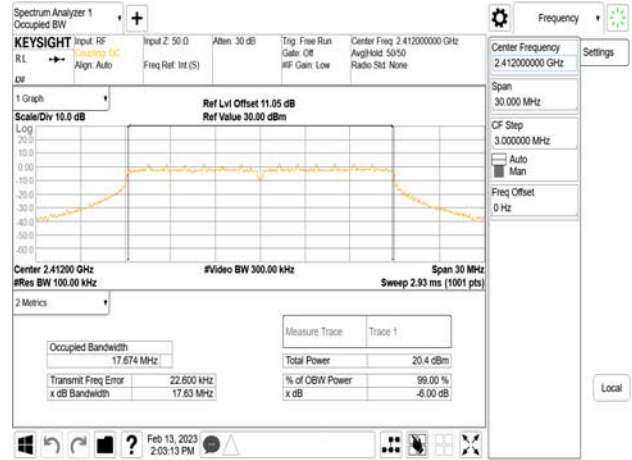 Spectrum Analyzer 1
Occupied BW
Frequency
KEYSIGHT
Input: RF
Coupling: DC
Align: Auto
RL
Input Z: 50 Ω
Freq Ref: Int (S)
Atten: 30 dB
Trig: Free Run
Gate: Off
#IF Gain: Low
Center Freq: 2.412000000 GHz
Avg|Hold: 50/50
Radio Std: None
Center Frequency
2.412000000 GHz
Settings
Span
30.000 MHz
CF Step
3.000000 MHz
Auto
Man
Freq Offset
0 Hz
Local
1 Graph
Scale/Div 10.0 dB
Ref Lvl Offset 11.05 dB
Ref Value 30.00 dBm
Log
20.0
10.0
0.00
-10.0
-20.0
-30.0
-40.0
-50.0
-60.0
Center 2.41200 GHz
#Res BW 100.00 kHz
#Video BW 300.00 kHz
Span 30 MHz
Sweep 2.93 ms (1001 pts)
2 Metrics
Measure Trace
Trace 1
Occupied Bandwidth
17.674 MHz
Total Power
20.4 dBm
Transmit Freq Error
22.600 kHz
% of OBW Power
99.00 %
x dB Bandwidth
17.63 MHz
x dB
-6.00 dB
Feb 13, 2023
2:03:13 PM